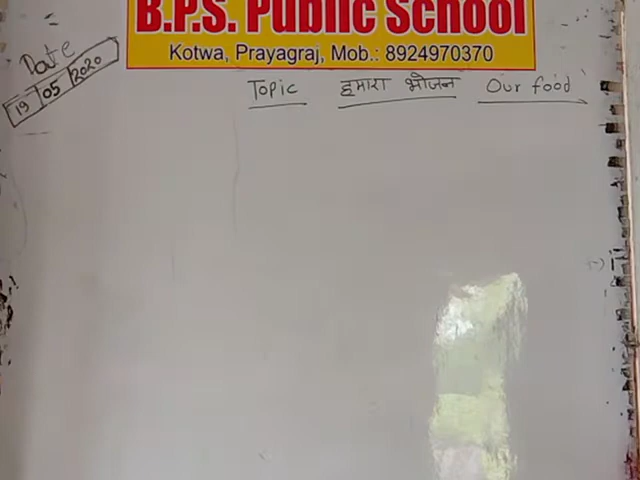 B.P.S. Public School
Kotwa, Prayagraj, Mob.: 8924970370
Date
19 05 2020
Topic हमारा भोजन Our food